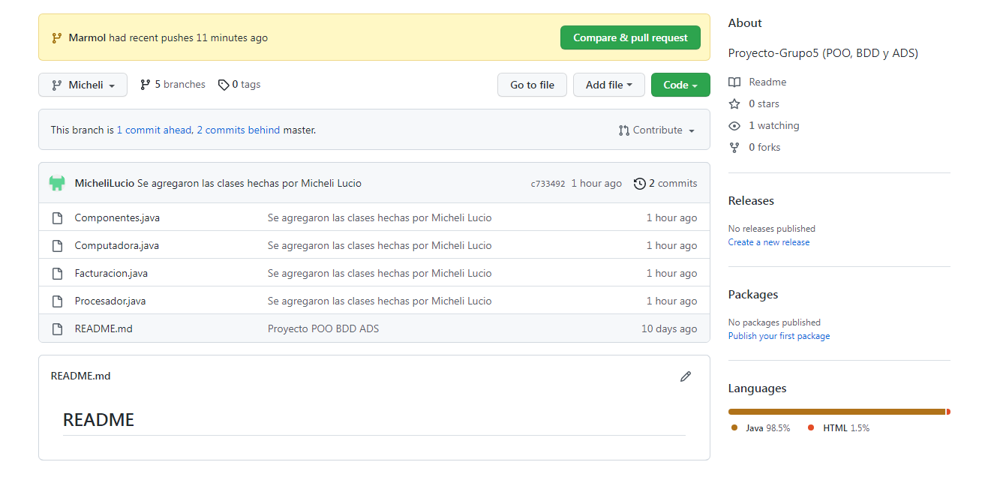 Marmol had recent pushes 11 minutes ago
Compare & pull request
Micheli
5 branches
0 tags
Go to file
Add file
Code
This branch is 1 commit ahead, 2 commits behind master.
Contribute
MicheliLucio Se agregaron las clases hechas por Micheli Lucio c733492 1 hour ago 2 commits
Componentes.java Se agregaron las clases hechas por Micheli Lucio 1 hour ago
Computadora.java Se agregaron las clases hechas por Micheli Lucio 1 hour ago
Facturacion.java Se agregaron las clases hechas por Micheli Lucio 1 hour ago
Procesador.java Se agregaron las clases hechas por Micheli Lucio 1 hour ago
README.md Proyecto POO BDD ADS 10 days ago
README.md
README
About
Proyecto-Grupo5 (POO, BDD y ADS)
Readme
0 stars
1 watching
0 forks
Releases
No releases published
Create a new release
Packages
No packages published
Publish your first package
Languages
Java 98.5% HTML 1.5%